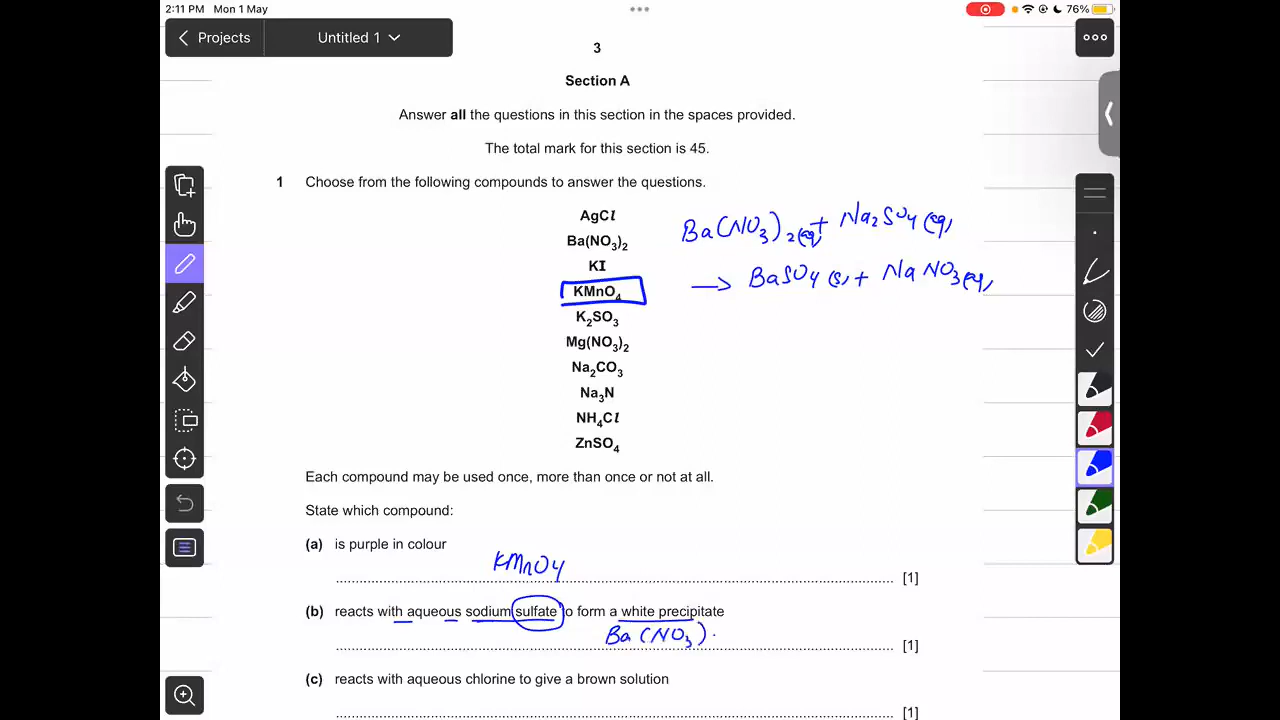 2:11 PM Mon 1 May
76%
Projects
Untitled 1
3
Section A
Answer all the questions in this section in the spaces provided.
The total mark for this section is 45.
1 Choose from the following compounds to answer the questions.
AgCl
Ba(NO3)2
KI
KMnO4
K2SO3
Mg(NO3)2
Na2CO3
Na3N
NH4Cl
ZnSO4
Ba(NO3)2(aq) + Na2SO4(aq)
→ BaSO4(s) + NaNO3(aq)
Each compound may be used once, more than once or not at all.
State which compound:
(a) is purple in colour
KMnO4
[1]
(b) reacts with aqueous sodium sulfate to form a white precipitate
Ba(NO3)
[1]
(c) reacts with aqueous chlorine to give a brown solution
[1]